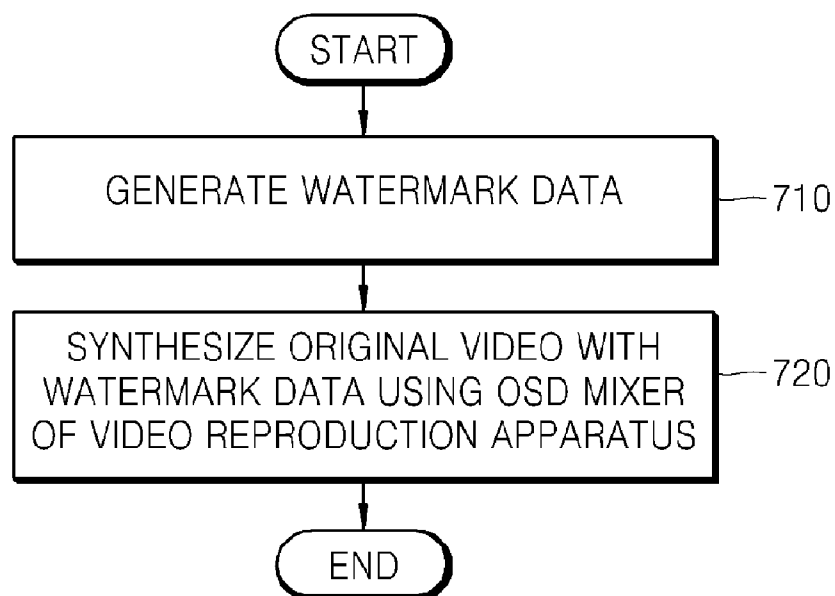 START
GENERATE WATERMARK DATA
710
SYNTHESIZE ORIGINAL VIDEO WITH
WATERMARK DATA USING OSD MIXER
OF VIDEO REPRODUCTION APPARATUS
720
END